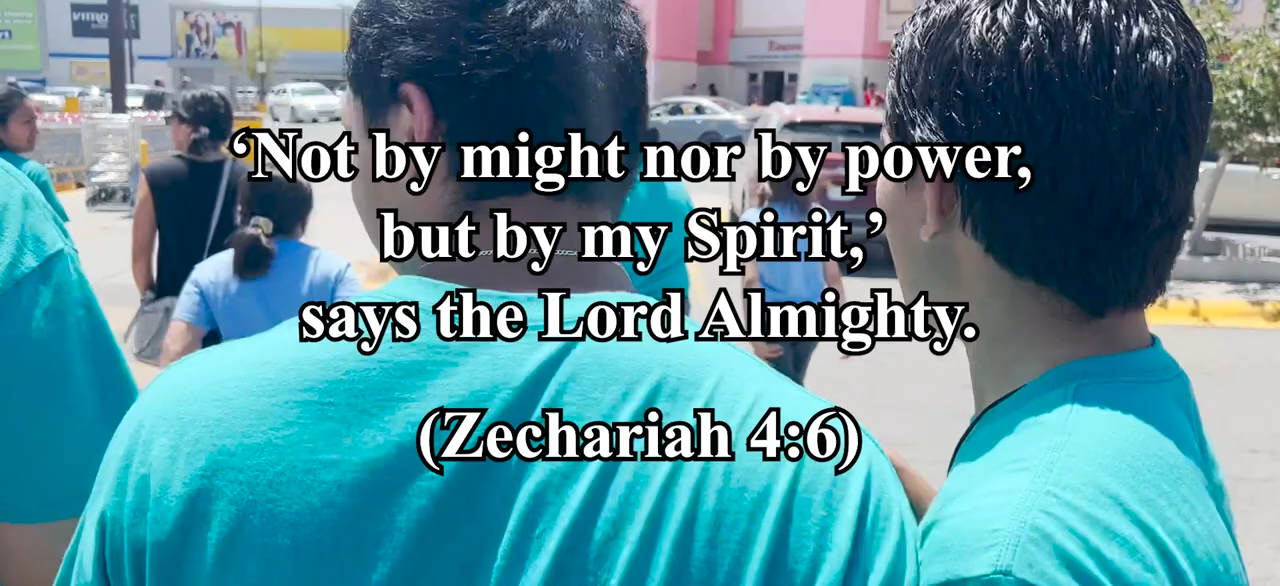 ‘Not by might nor by power,
but by my Spirit,’
says the Lord Almighty.
(Zechariah 4:6)